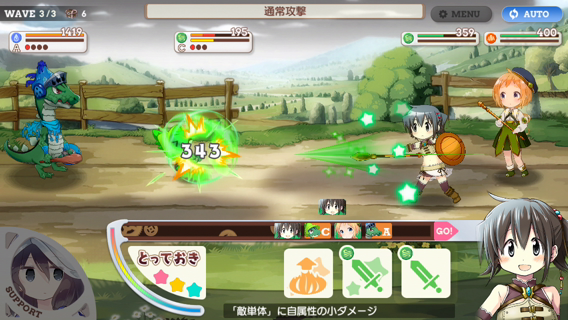 WAVE 3/3 6
通常攻撃
MENU
AUTO
1419
A
195
C
359
400
343
C
A
GO!
とっておき
SUPPORT
「敵単体」に自属性の小ダメージ